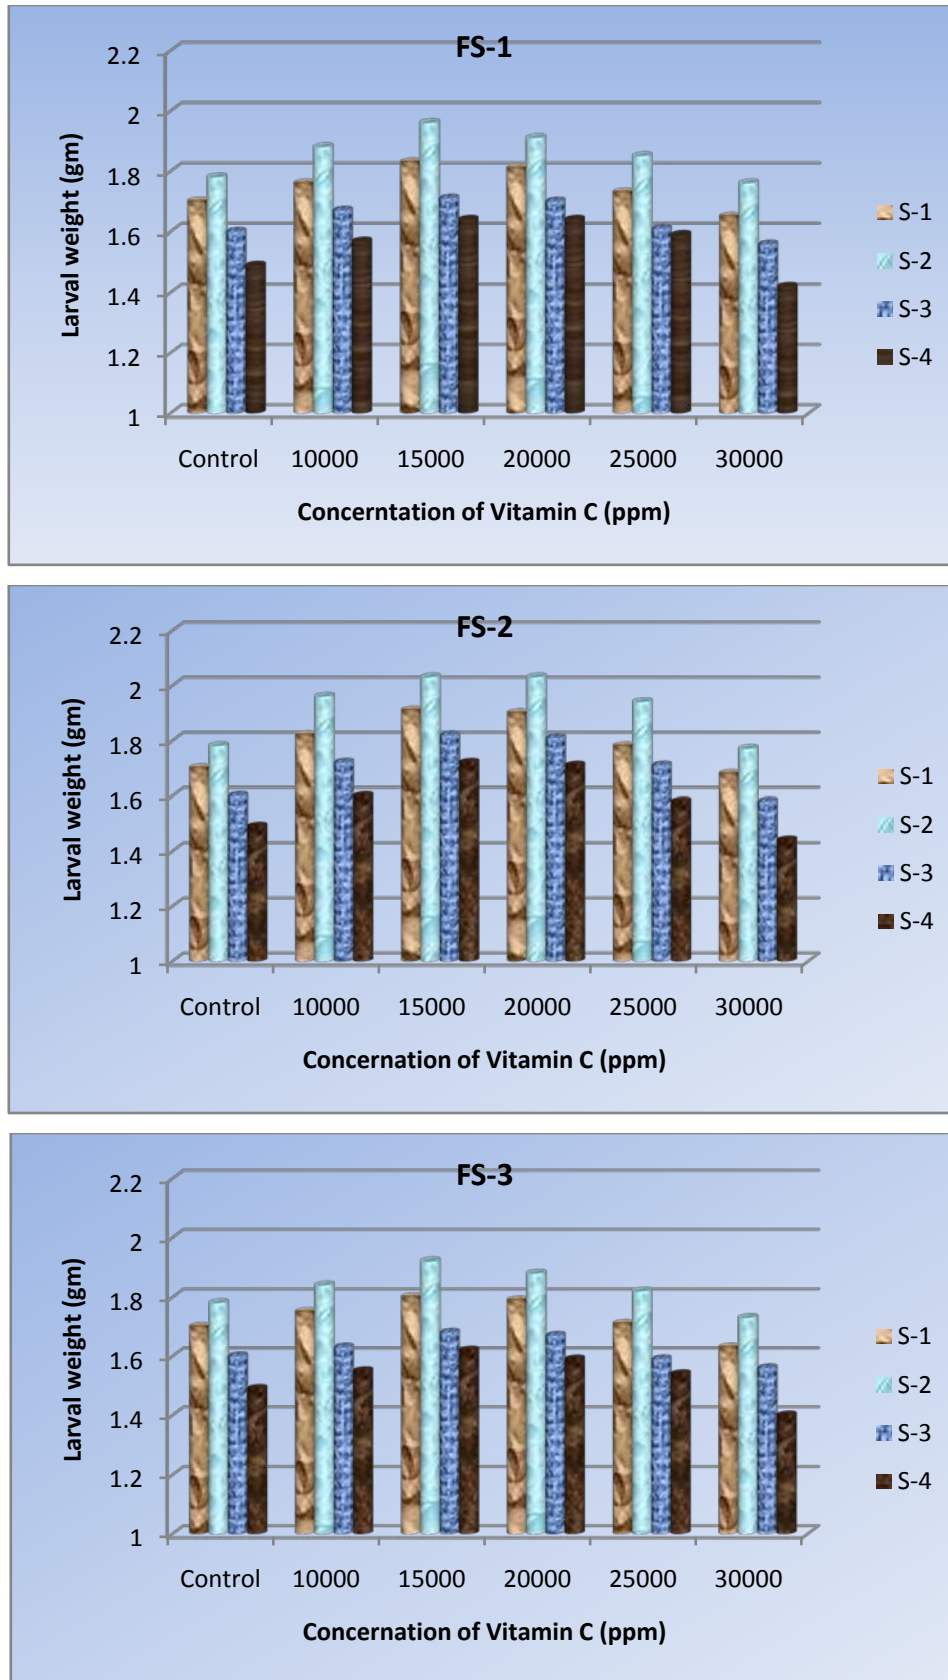 FS-1
2.2
2
1.8
1.6
1.4
1.2
1
Larval weight (gm)
Control 10000 15000 20000 25000 30000
Concerntation of Vitamin C (ppm)
S-1
S-2
S-3
S-4
FS-2
2.2
2
1.8
1.6
1.4
1.2
1
Larval weight (gm)
Control 10000 15000 20000 25000 30000
Concernation of Vitamin C (ppm)
S-1
S-2
S-3
S-4
FS-3
2.2
2
1.8
1.6
1.4
1.2
1
Larval weight (gm)
Control 10000 15000 20000 25000 30000
Concernation of Vitamin C (ppm)
S-1
S-2
S-3
S-4